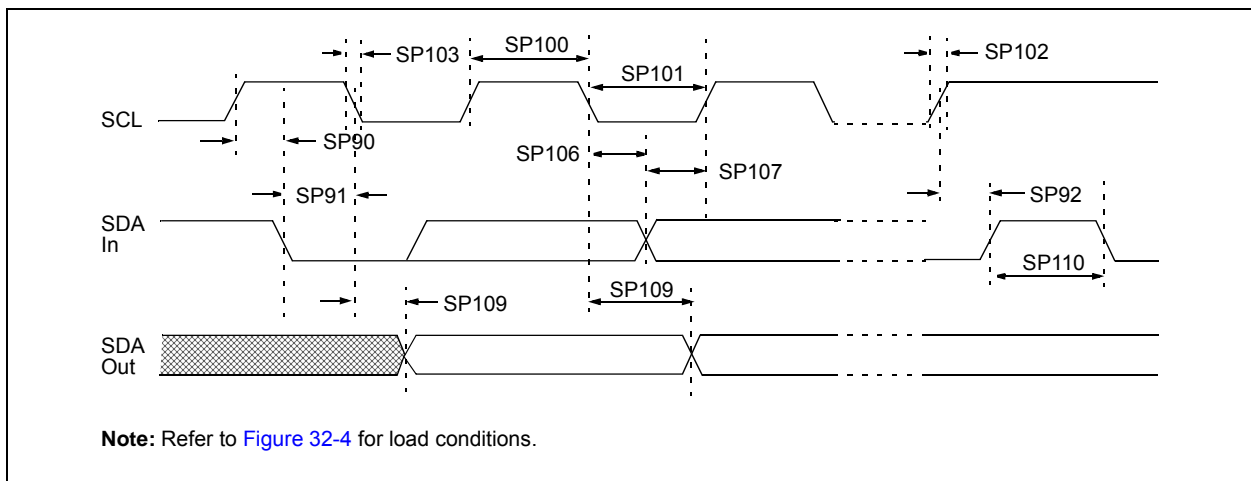 SP103
SP100
SP101
SP102
SCL
SP90
SP106
SP107
SP91
SP92
SDA
In
SP110
SP109
SP109
SDA
Out
Note: Refer to Figure 32-4 for load conditions.